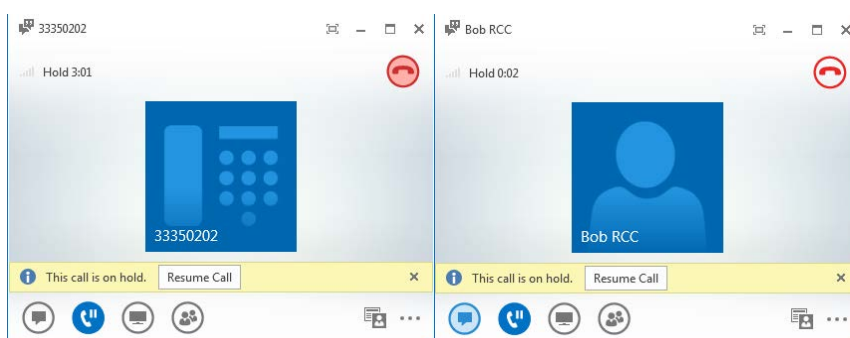 33350202
Hold 3:01
33350202
This call is on hold. Resume Call
Bob RCC
Hold 0:02
Bob RCC
This call is on hold. Resume Call